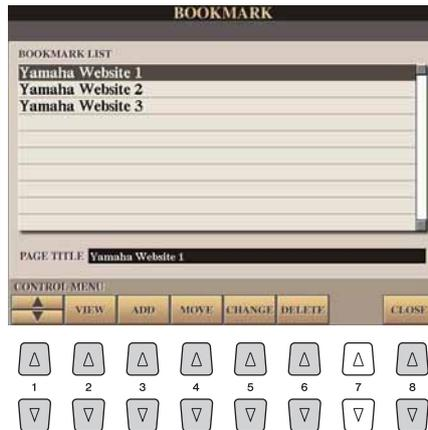 BOOKMARK
BOOKMARK LIST
Yamaha Website 1
Yamaha Website 2
Yamaha Website 3
PAGE TITLE Yamaha Website 1
CONTROL/MENU
VIEW ADD MOVE CHANGE DELETE CLOSE
1 2 3 4 5 6 7 8